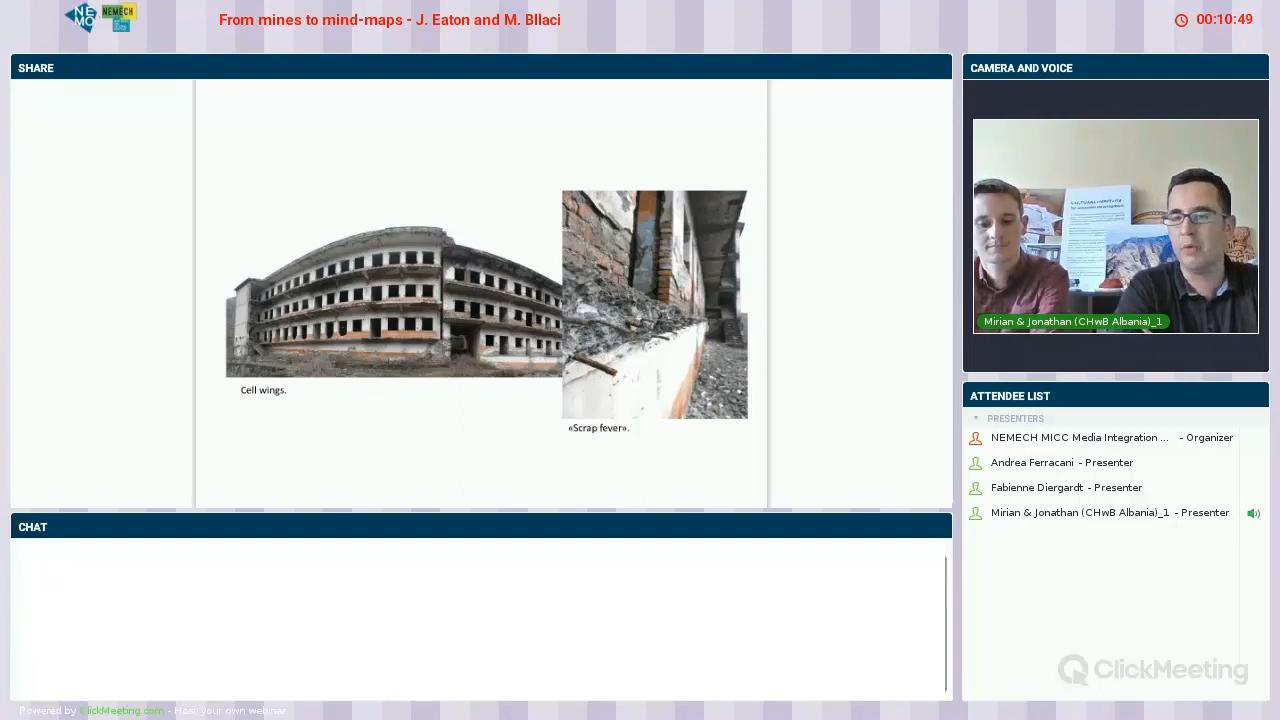 NE
MO
NEMECH
From mines to mind-maps - J. Eaton and M. Bllaci
00:10:49
SHARE
CAMERA AND VOICE
Cell wings.
«Scrap fever».
Mirian & Jonathan (CHwB Albania)_1
ATTENDEE LIST
PRESENTERS
NEMECH MICC Media Integration ... - Organizer
Andrea Ferracani - Presenter
Fabienne Diergardt - Presenter
Mirian & Jonathan (CHwB Albania)_1 - Presenter
CHAT
ClickMeeting
Powered by ClickMeeting.com - Host your own webinar